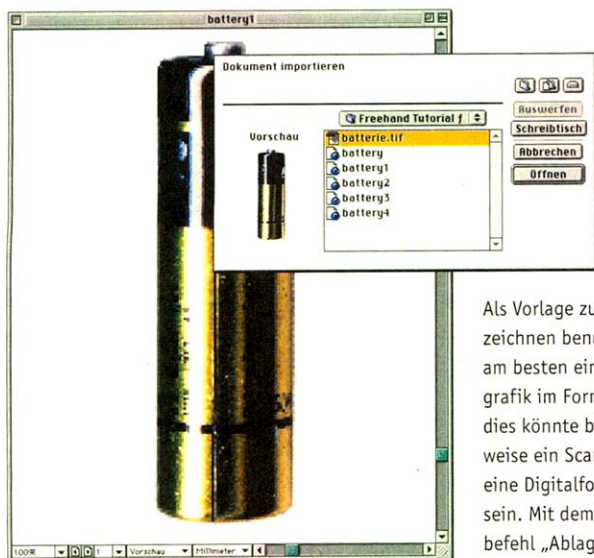 battery1
Dokument importieren
Freehand Tutorial ƒ
Vorschau
batterie.tif
battery
battery1
battery2
battery3
battery4
Auswerfen
Schreibtisch
Abbrechen
Öffnen
100%
1
Vorschau
Millimeter
Als Vorlage zu
zeichnen benu
am besten ein
grafik im Form
dies könnte b
weise ein Scan
eine Digitalfo
sein. Mit dem
befehl „Ablag